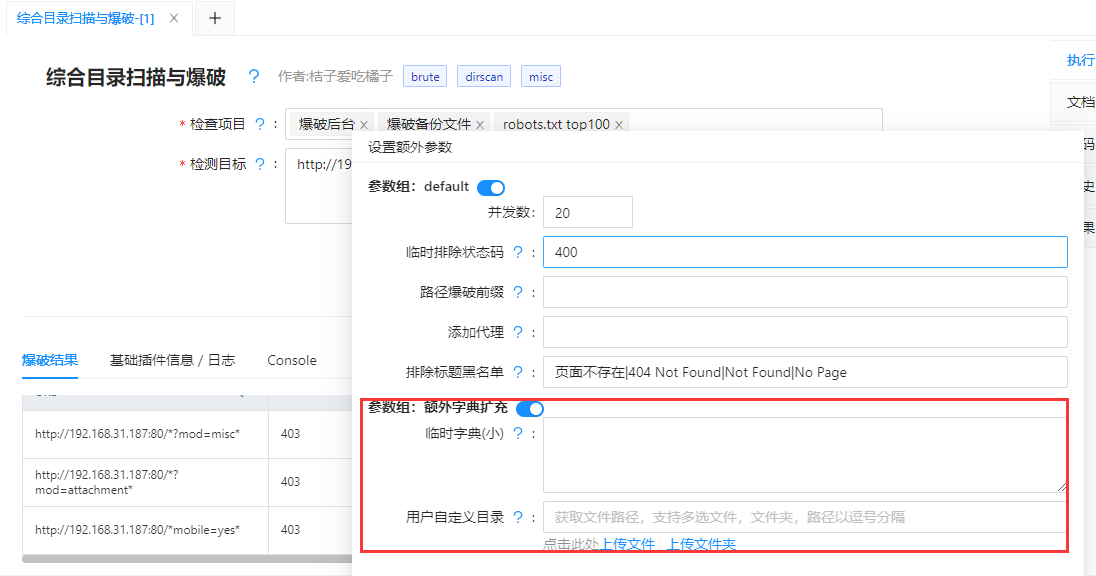 综合目录扫描与爆破-[1] × +
综合目录扫描与爆破 ? 作者:桔子爱吃橘子 brute dirscan misc
执行
文档
* 检查项目 ? : 爆破后台 × 爆破备份文件 × robots.txt top100 ×
码
* 检测目标 ? : http://19
史
果
设置额外参数
参数组：default
并发数: 20
临时排除状态码 ? : 400
路径爆破前缀 ? :
添加代理 ? :
排除标题黑名单 ? : 页面不存在|404 Not Found|Not Found|No Page
参数组：额外字典扩充
临时字典(小) ? :
用户自定义目录 ? : 获取文件路径，支持多选文件，文件夹，路径以逗号分隔
点击此处上传文件 上传文件夹
爆破结果 基础插件信息 / 日志 Console
http://192.168.31.187:80/*?mod=misc* 403
http://192.168.31.187:80/*?
mod=attachment* 403
http://192.168.31.187:80/*mobile=yes* 403